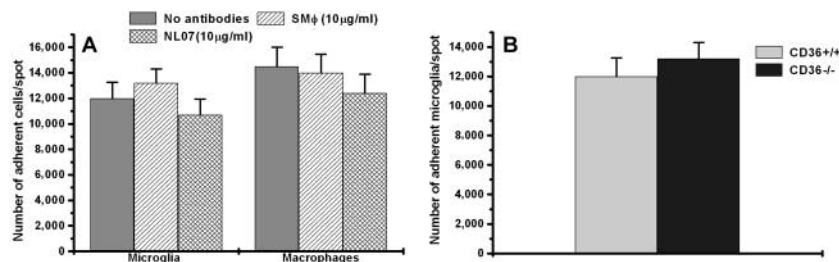 No antibodies
SMϕ (10μg/ml)
NL07(10μg/ml)
A
Number of adherent cells/spot
16,000
14,000
12,000
10,000
8,000
6,000
4,000
2,000
0
Microglia
Macrophages
B
CD36+/+
CD36-/-
Number of adherent microglia/spot
14,000
12,000
10,000
8,000
6,000
4,000
2,000
0